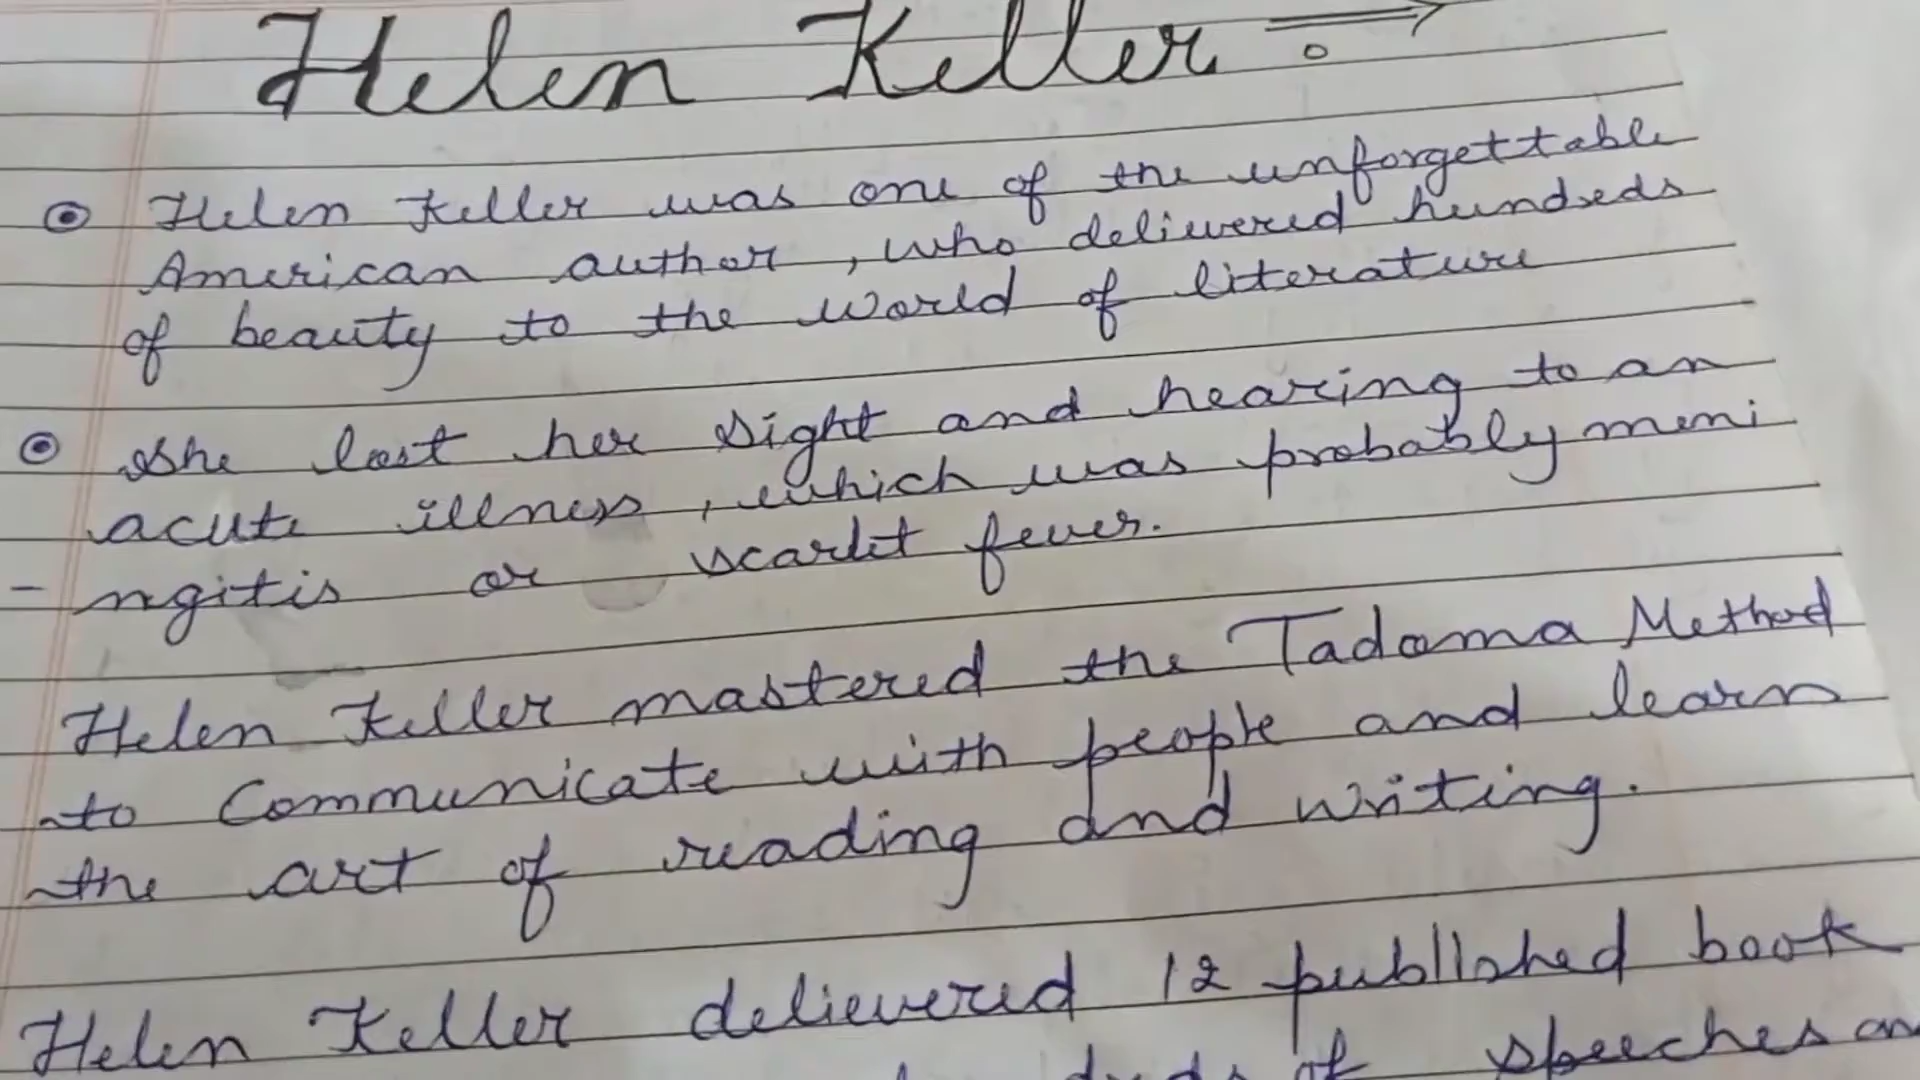 Helen Keller
Helen Keller was one of the unforgettable
American author, who delivered hundreds
of beauty to the world of literature
She lost her sight and hearing to an
acute illness, which was probably meni
- ngitis or scarlet fever.
Helen Keller mastered the Tadoma Method
to Communicate with people and learn
the art of reading and writing.
Helen Keller delievered 12 published book
of speeches an